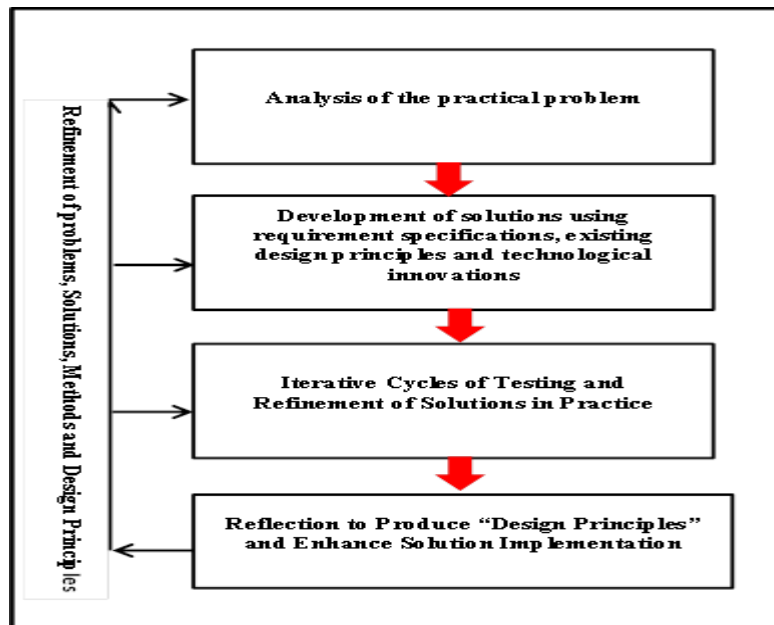 Analysis of the practical problem
Development of solutions using
requirement specifications, existing
design principles and technological
innovations
Iterative Cycles of Testing and
Refinement of Solutions in Practice
Reflection to Produce “Design Principles”
and Enhance Solution Implementation
Refinement of problems, Solutions, Methods and Design Principles